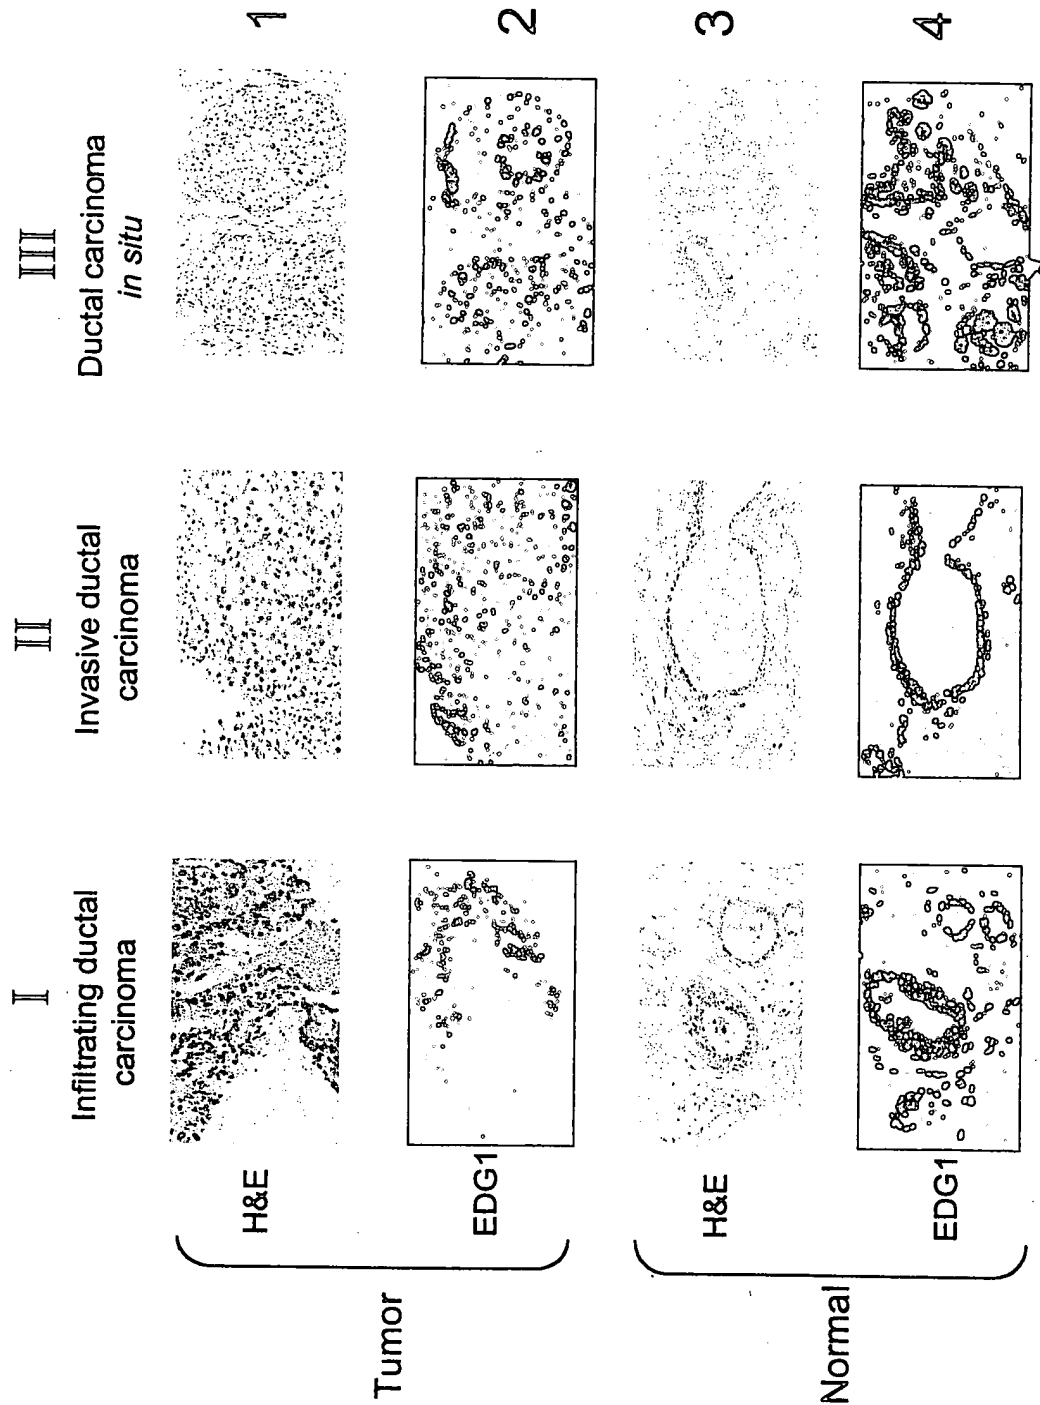 I
II
III
Infiltrating ductal
carcinoma
Invasive ductal
carcinoma
Ductal carcinoma
in situ
Tumor
H&E
1
EDG1
2
Normal
H&E
3
EDG1
4